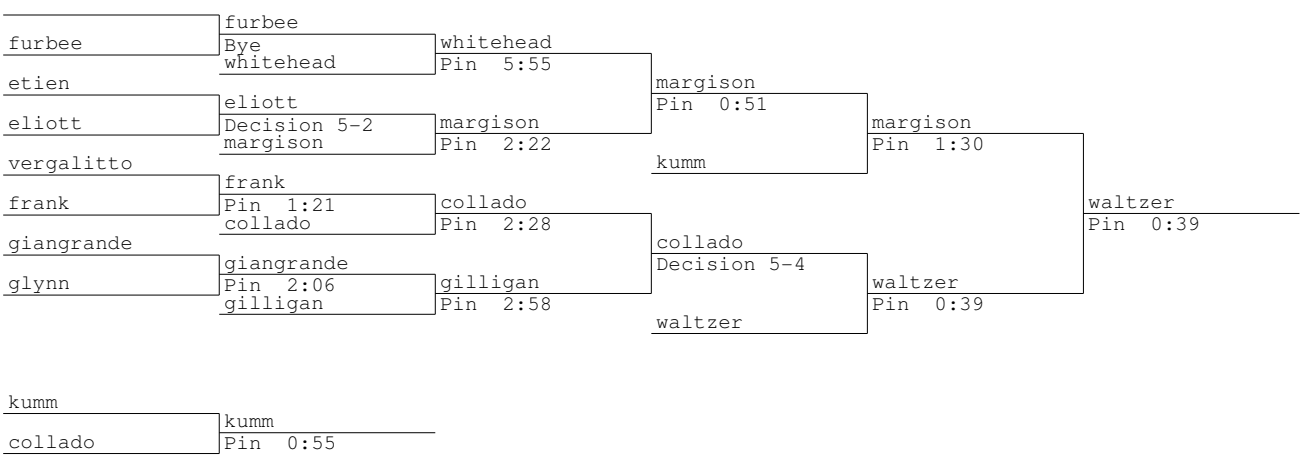 furbee
furbee
Bye
whitehead
whitehead
Pin 5:55
etien
eliott
eliott
Decision 5-2
margison
margison
Pin 2:22
margison
Pin 0:51
kumm
margison
Pin 1:30
vergalitto
frank
frank
Pin 1:21
collado
collado
Pin 2:28
giangrande
glynn
giangrande
Pin 2:06
gilligan
gilligan
Pin 2:58
collado
Decision 5-4
waltzer
waltzer
Pin 0:39
waltzer
Pin 0:39
kumm
collado
kumm
Pin 0:55